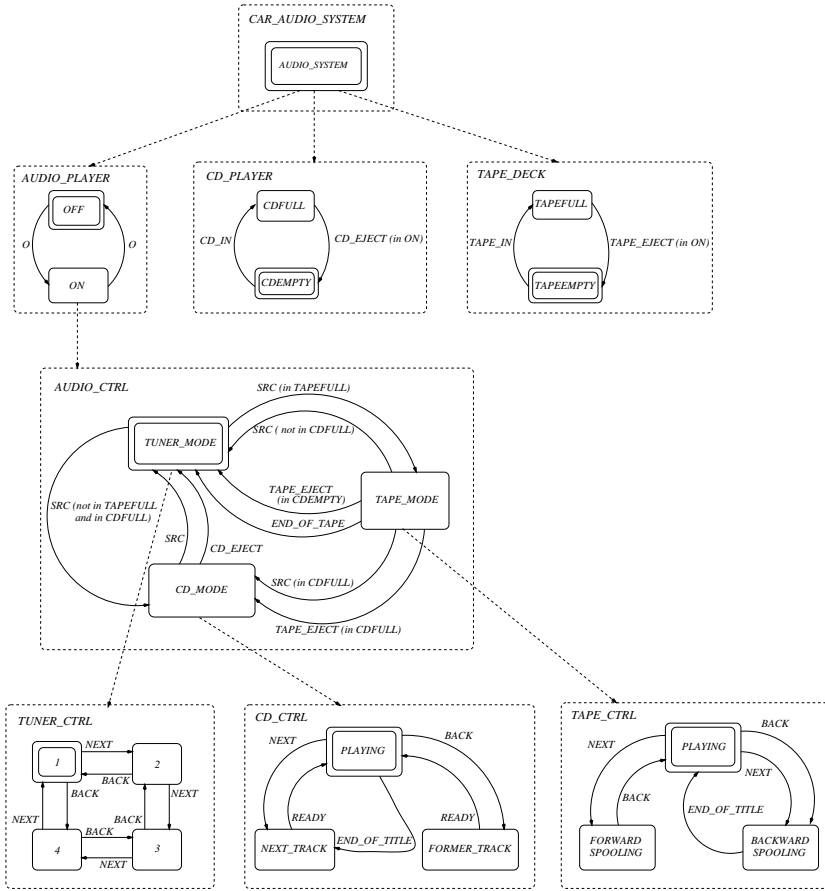 CAR_AUDIO_SYSTEM
AUDIO_SYSTEM
AUDIO_PLAYER
OFF
O
O
ON
CD_PLAYER
CDFULL
CD_IN
CD_EJECT (in ON)
CDEMPTY
TAPE_DECK
TAPEFULL
TAPE_IN
TAPE_EJECT (in ON)
TAPEEMPTY
AUDIO_CTRL
SRC (in TAPEFULL)
TUNER_MODE
SRC ( not in CDFULL)
TAPE_EJECT
(in CDEMPTY)
TAPE_MODE
SRC (not in TAPEFULL
and in CDFULL)
END_OF_TAPE
SRC
CD_EJECT
CD_MODE
SRC (in CDFULL)
TAPE_EJECT (in CDFULL)
TUNER_CTRL
1
NEXT
2
BACK
BACK
NEXT
NEXT
BACK
4
BACK
3
NEXT
CD_CTRL
PLAYING
NEXT
BACK
READY
END_OF_TITLE
READY
NEXT_TRACK
FORMER_TRACK
TAPE_CTRL
PLAYING
NEXT
BACK
NEXT
BACK
END_OF_TITLE
FORWARD
SPOOLING
BACKWARD
SPOOLING